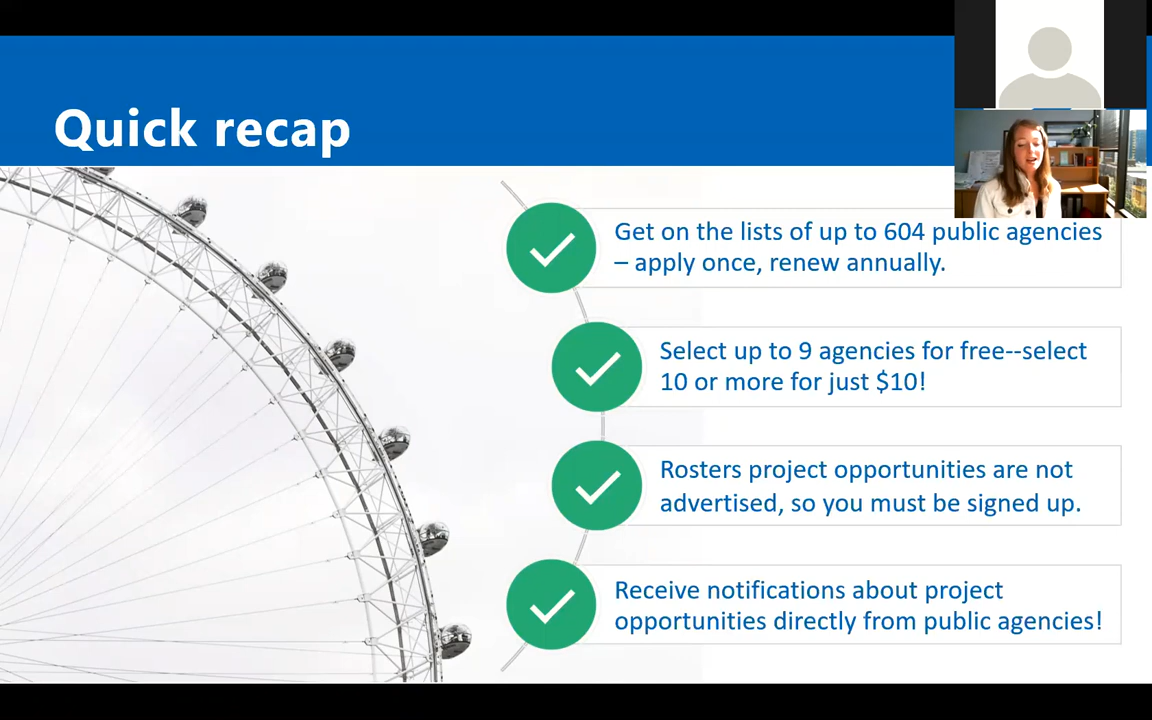 Quick recap
Get on the lists of up to 604 public agencies
– apply once, renew annually.
Select up to 9 agencies for free--select
10 or more for just $10!
Rosters project opportunities are not
advertised, so you must be signed up.
Receive notifications about project
opportunities directly from public agencies!